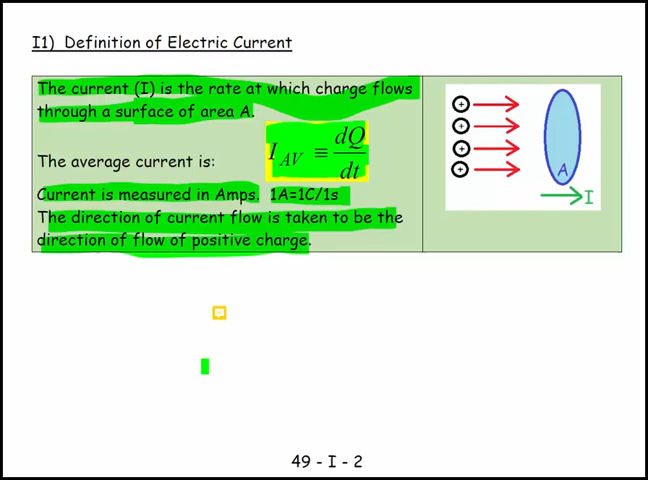 I1) Definition of Electric Current
The current (I) is the rate at which charge flows
through a surface of area A.
The average current is:
I_AV ≡ dQ/dt
Current is measured in Amps. 1A=1C/1s
The direction of current flow is taken to be the
direction of flow of positive charge.
+
+
+
+
A
I
49 - I - 2